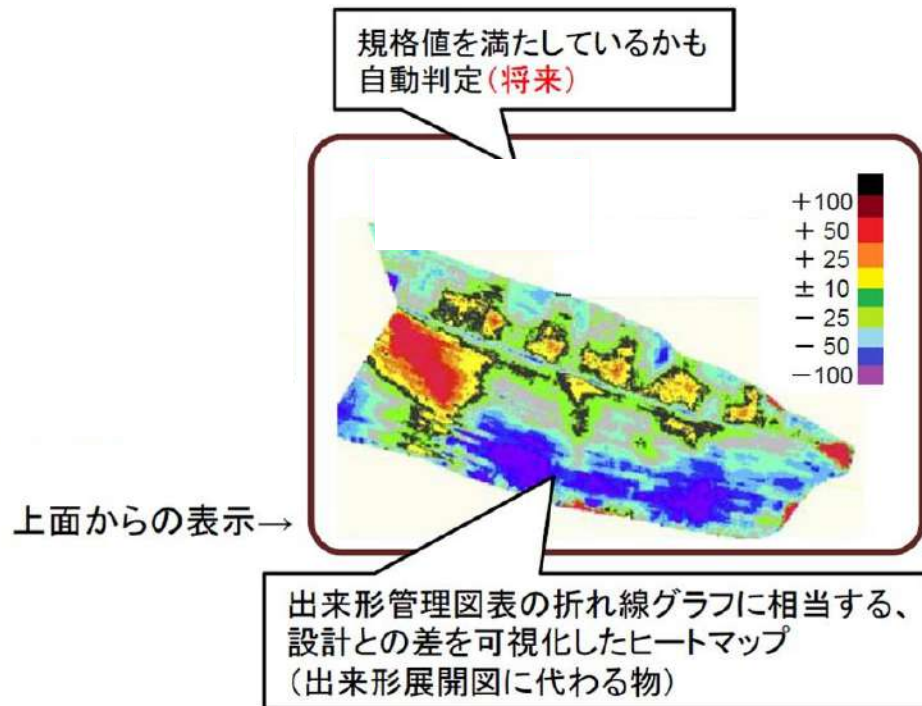 規格値を満たしているかも
自動判定(将来)
+100
+ 50
+ 25
± 10
- 25
- 50
-100
上面からの表示→
出来形管理図表の折れ線グラフに相当する、
設計との差を可視化したヒートマップ
(出来形展開図に代わる物)